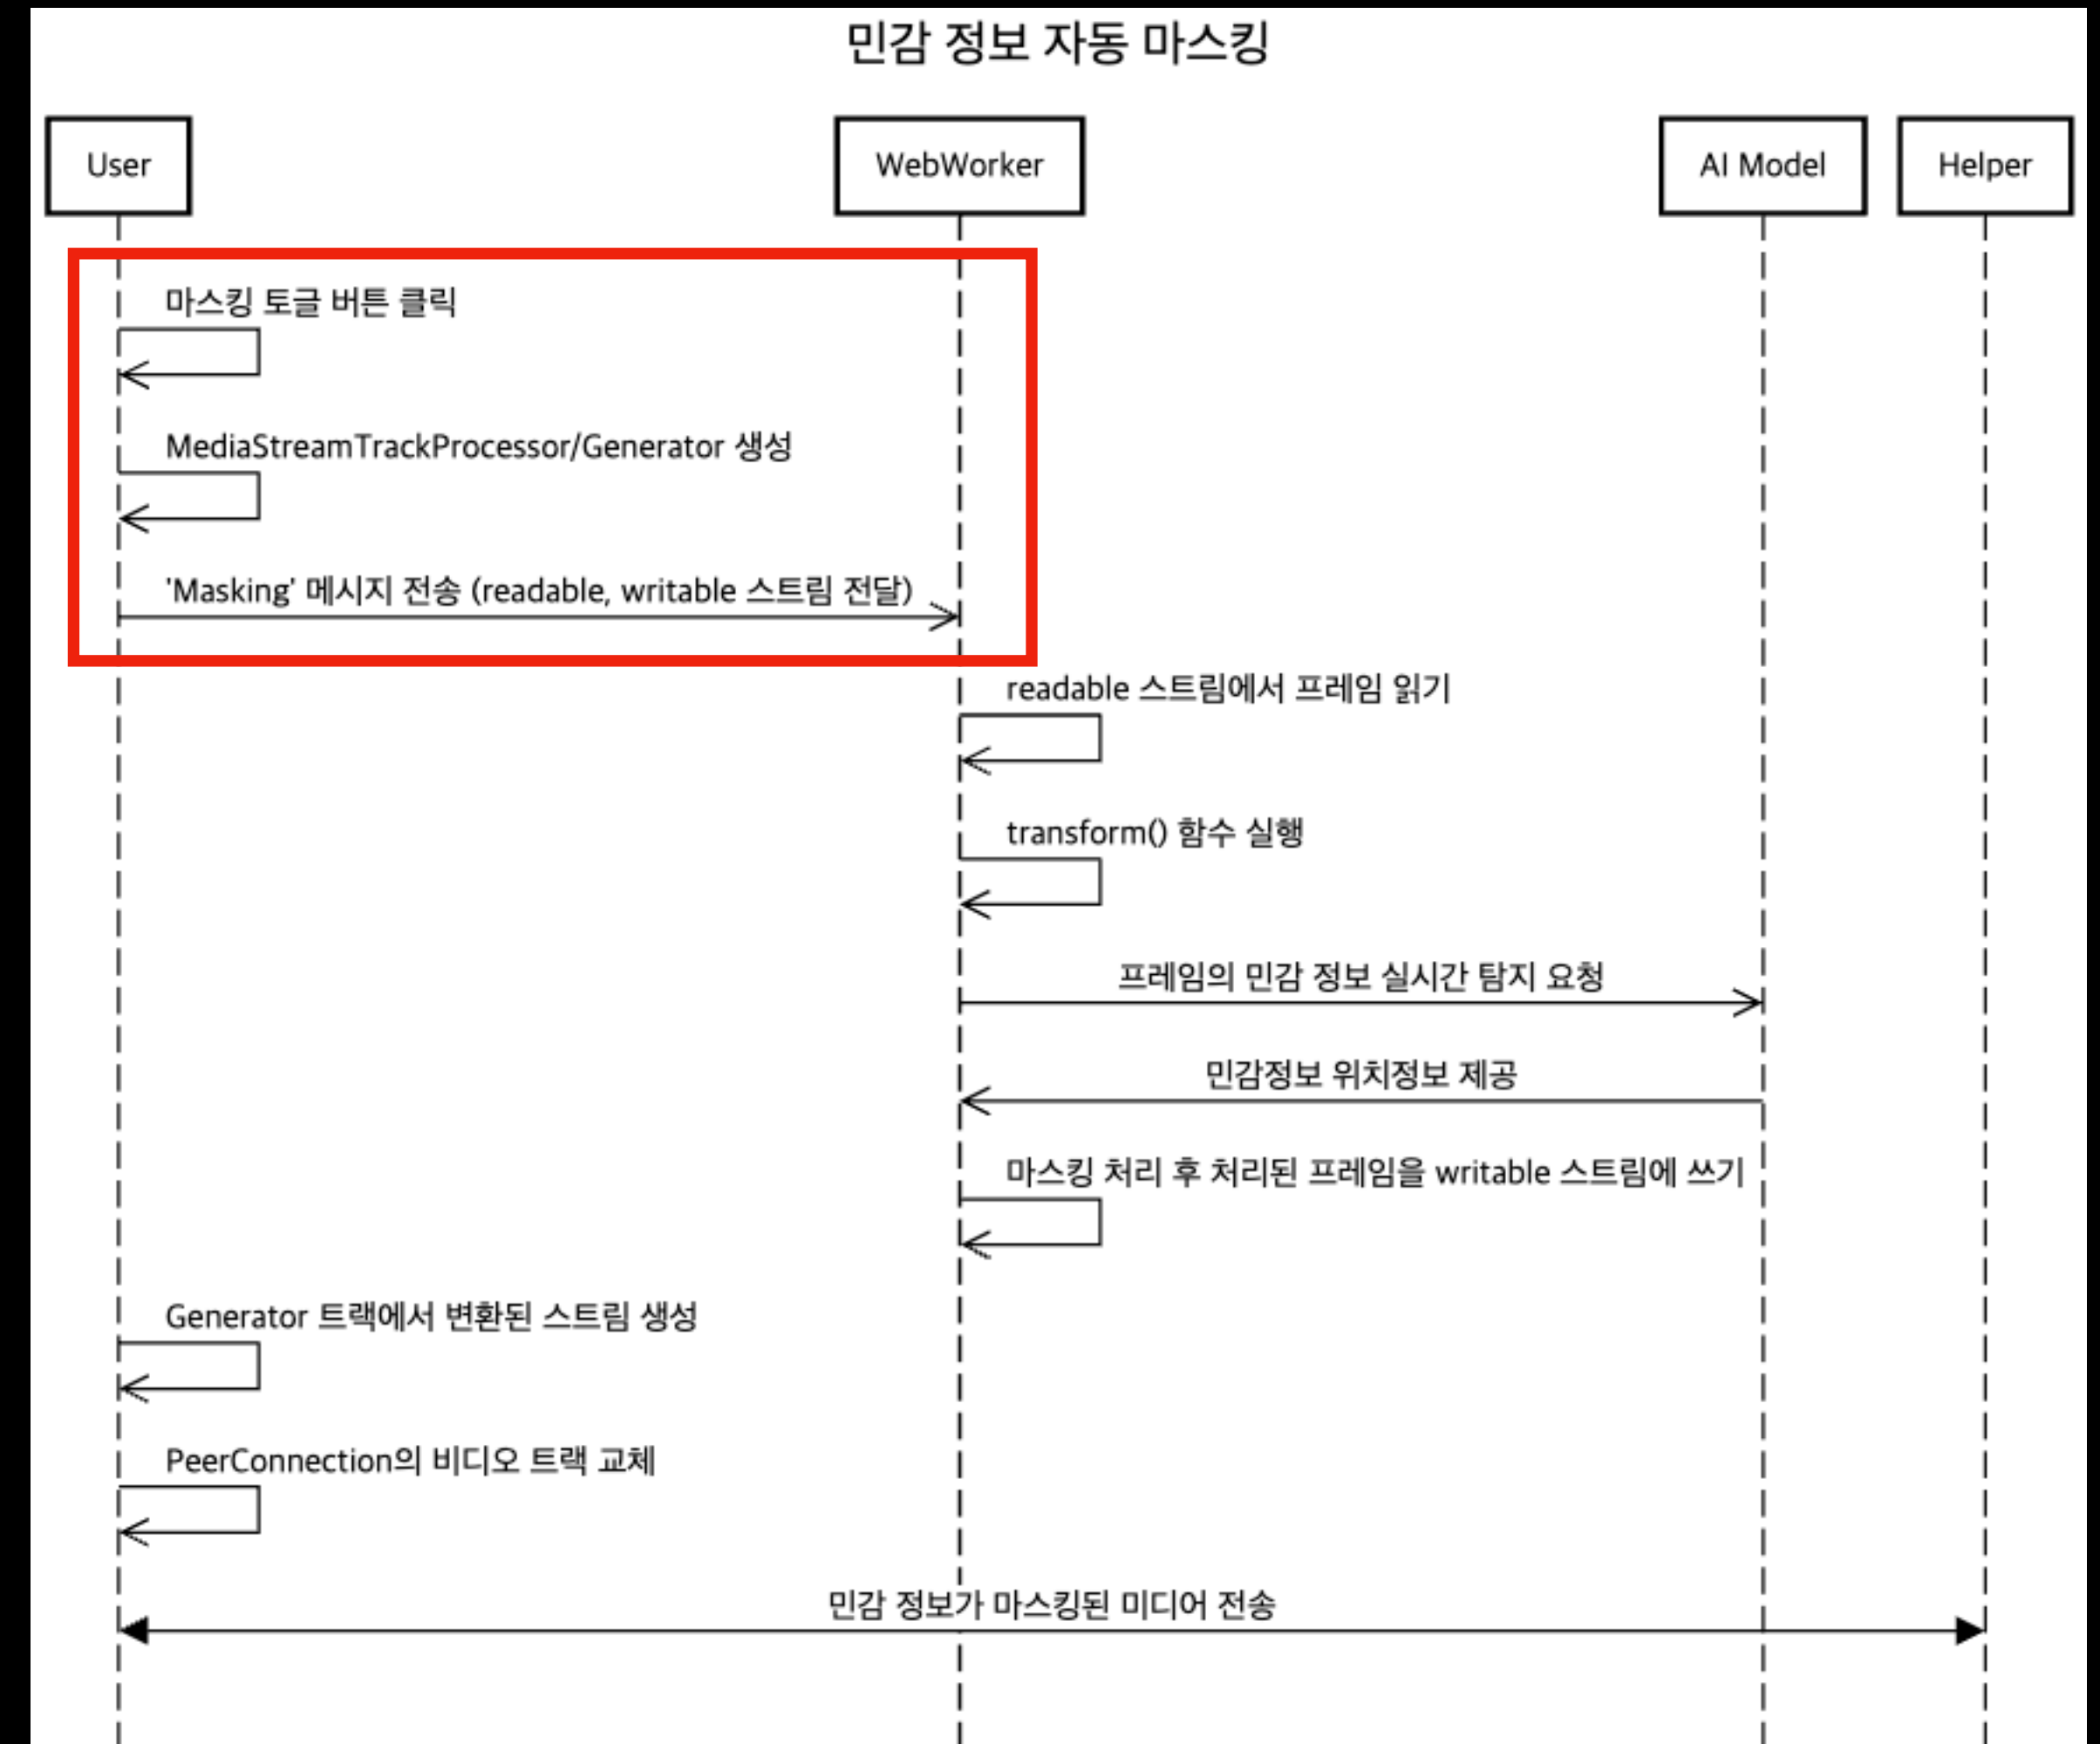 민감 정보 자동 마스킹
User
WebWorker
AI Model
Helper
마스킹 토글 버튼 클릭
MediaStreamTrackProcessor/Generator 생성
'Masking' 메시지 전송 (readable, writable 스트림 전달)
readable 스트림에서 프레임 읽기
transform() 함수 실행
프레임의 민감 정보 실시간 탐지 요청
민감정보 위치정보 제공
마스킹 처리 후 처리된 프레임을 writable 스트림에 쓰기
Generator 트랙에서 변환된 스트림 생성
PeerConnection의 비디오 트랙 교체
민감 정보가 마스킹된 미디어 전송